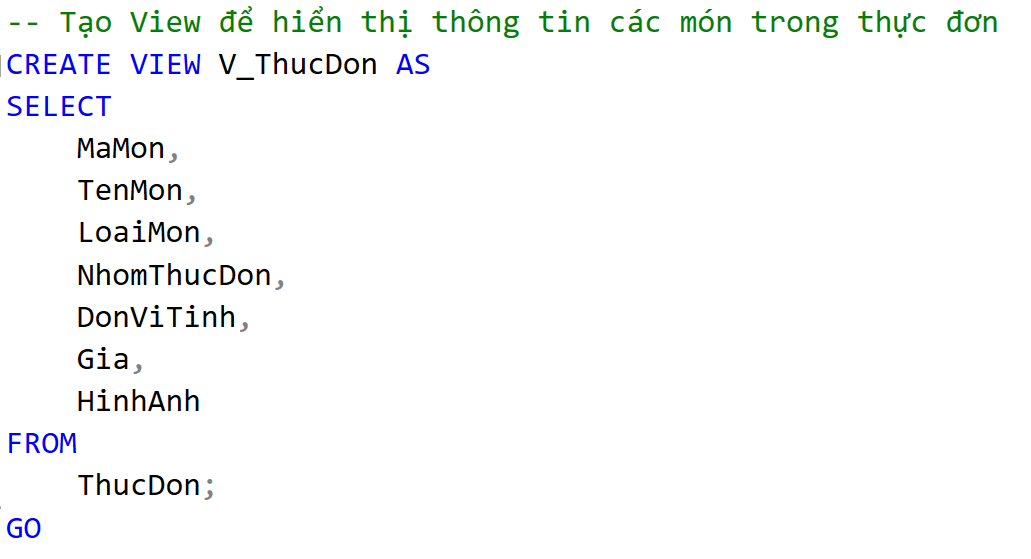 -- Tạo View để hiển thị thông tin các món trong thực đơn
CREATE VIEW V_ThucDon AS
SELECT
    MaMon,
    TenMon,
    LoaiMon,
    NhomThucDon,
    DonViTinh,
    Gia,
    HinhAnh
FROM
    ThucDon;
GO